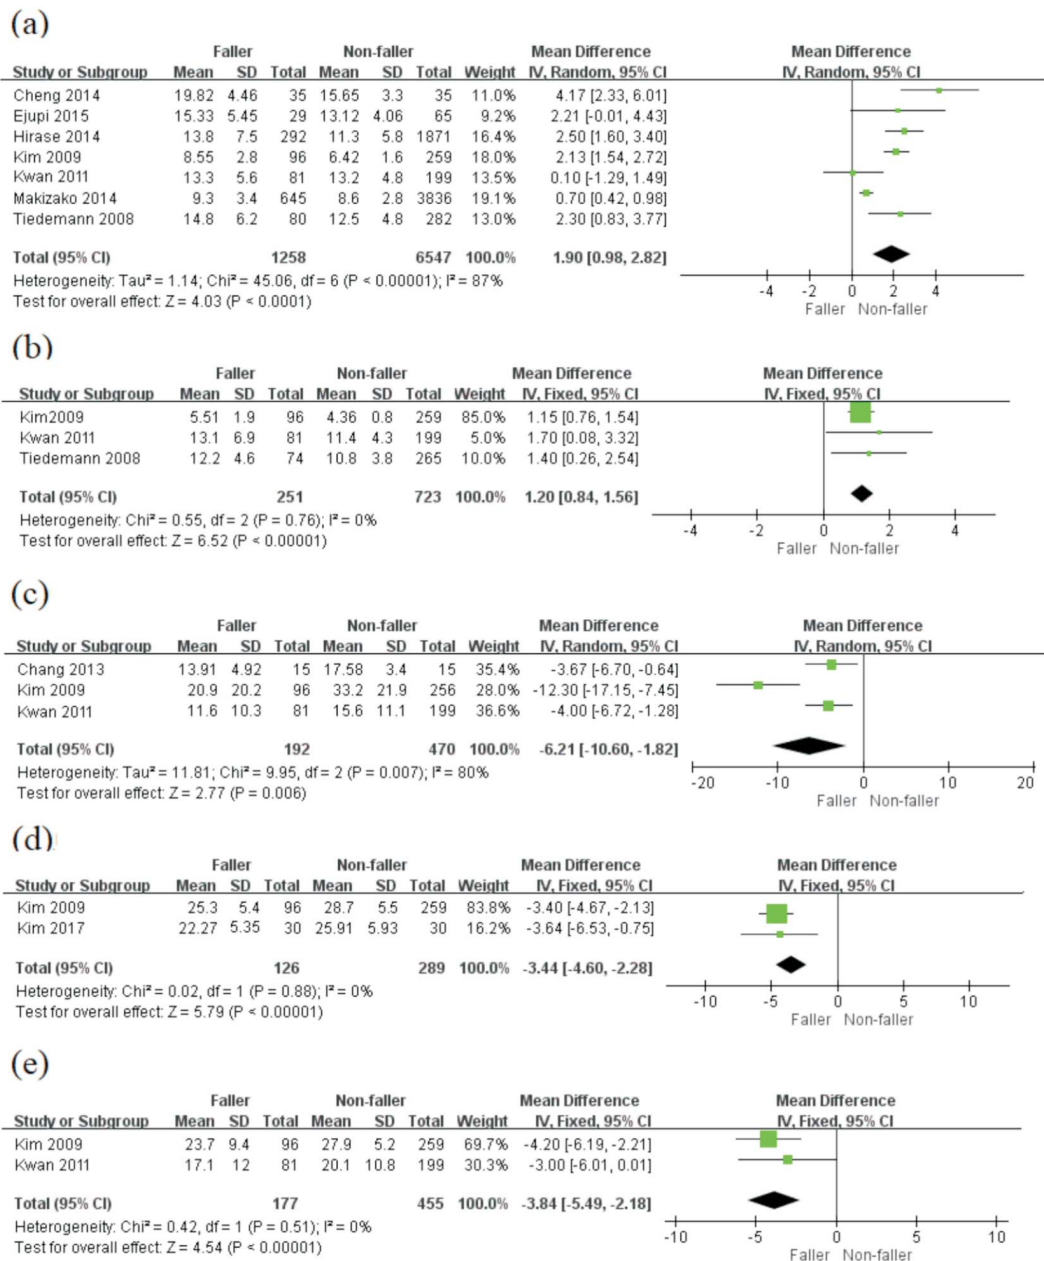 (a)
Faller Non-faller Mean Difference Mean Difference
Study or Subgroup Mean SD Total Mean SD Total Weight IV, Random, 95% CI IV, Random, 95% CI
Cheng 2014 19.82 4.46 35 15.65 3.3 35 11.0% 4.17 [2.33, 6.01]
Ejupi 2015 15.33 5.45 29 13.12 4.06 65 9.2% 2.21 [-0.01, 4.43]
Hirase 2014 13.8 7.5 292 11.3 5.8 1871 16.4% 2.50 [1.60, 3.40]
Kim 2009 8.55 2.8 96 6.42 1.6 259 18.0% 2.13 [1.54, 2.72]
Kwan 2011 13.3 5.6 81 13.2 4.8 199 13.5% 0.10 [-1.29, 1.49]
Makizako 2014 9.3 3.4 645 8.6 2.8 3836 19.1% 0.70 [0.42, 0.98]
Tiedemann 2008 14.8 6.2 80 12.5 4.8 282 13.0% 2.30 [0.83, 3.77]
Total (95% CI) 1258 6547 100.0% 1.90 [0.98, 2.82]
Heterogeneity: Tau² = 1.14; Chi² = 45.06, df = 6 (P < 0.00001); I² = 87%
Test for overall effect: Z = 4.03 (P < 0.0001)
-4 -2 0 2 4
Faller Non-faller
(b)
Faller Non-faller Mean Difference Mean Difference
Study or Subgroup Mean SD Total Mean SD Total Weight IV, Fixed, 95% CI IV, Fixed, 95% CI
Kim2009 5.51 1.9 96 4.36 0.8 259 85.0% 1.15 [0.76, 1.54]
Kwan 2011 13.1 6.9 81 11.4 4.3 199 5.0% 1.70 [0.08, 3.32]
Tiedemann 2008 12.2 4.6 74 10.8 3.8 265 10.0% 1.40 [0.26, 2.54]
Total (95% CI) 251 723 100.0% 1.20 [0.84, 1.56]
Heterogeneity: Chi² = 0.55, df = 2 (P = 0.76); I² = 0%
Test for overall effect: Z = 6.52 (P < 0.00001)
-4 -2 0 2 4
Faller Non-faller
(c)
Faller Non-faller Mean Difference Mean Difference
Study or Subgroup Mean SD Total Mean SD Total Weight IV, Random, 95% CI IV, Random, 95% CI
Chang 2013 13.91 4.92 15 17.58 3.4 15 35.4% -3.67 [-6.70, -0.64]
Kim 2009 20.9 20.2 96 33.2 21.9 256 28.0% -12.30 [-17.15, -7.45]
Kwan 2011 11.6 10.3 81 15.6 11.1 199 36.6% -4.00 [-6.72, -1.28]
Total (95% CI) 192 470 100.0% -6.21 [-10.60, -1.82]
Heterogeneity: Tau² = 11.81; Chi² = 9.95, df = 2 (P = 0.007); I² = 80%
Test for overall effect: Z = 2.77 (P = 0.006)
-20 -10 0 10 20
Faller Non-faller
(d)
Faller Non-faller Mean Difference Mean Difference
Study or Subgroup Mean SD Total Mean SD Total Weight IV, Fixed, 95% CI IV, Fixed, 95% CI
Kim 2009 25.3 5.4 96 28.7 5.5 259 83.8% -3.40 [-4.67, -2.13]
Kim 2017 22.27 5.35 30 25.91 5.93 30 16.2% -3.64 [-6.53, -0.75]
Total (95% CI) 126 289 100.0% -3.44 [-4.60, -2.28]
Heterogeneity: Chi² = 0.02, df = 1 (P = 0.88); I² = 0%
Test for overall effect: Z = 5.79 (P < 0.00001)
-10 -5 0 5 10
Faller Non-faller
(e)
Faller Non-faller Mean Difference Mean Difference
Study or Subgroup Mean SD Total Mean SD Total Weight IV, Fixed, 95% CI IV, Fixed, 95% CI
Kim 2009 23.7 9.4 96 27.9 5.2 259 69.7% -4.20 [-6.19, -2.21]
Kwan 2011 17.1 12 81 20.1 10.8 199 30.3% -3.00 [-6.01, 0.01]
Total (95% CI) 177 455 100.0% -3.84 [-5.49, -2.18]
Heterogeneity: Chi² = 0.42, df = 1 (P = 0.51); I² = 0%
Test for overall effect: Z = 4.54 (P < 0.00001)
-10 -5 0 5 10
Faller Non-faller